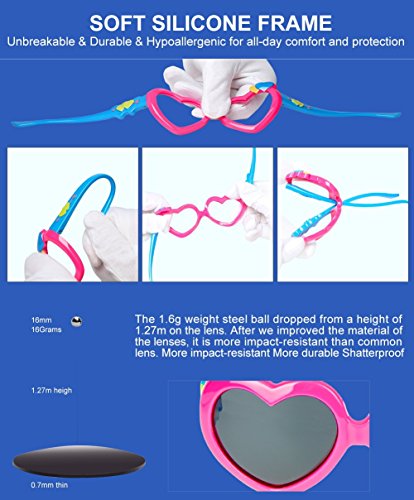 SOFT SILICONE FRAME
Unbreakable & Durable & Hypoallergenic for all-day comfort and protection
16mm
16Grams
The 1.6g weight steel ball dropped from a height of
1.27m on the lens. After we improved the material of
the lenses, it is more impact-resistant than common
lens. More impact-resistant More durable Shatterproof
1.27m heigh
0.7mm thin